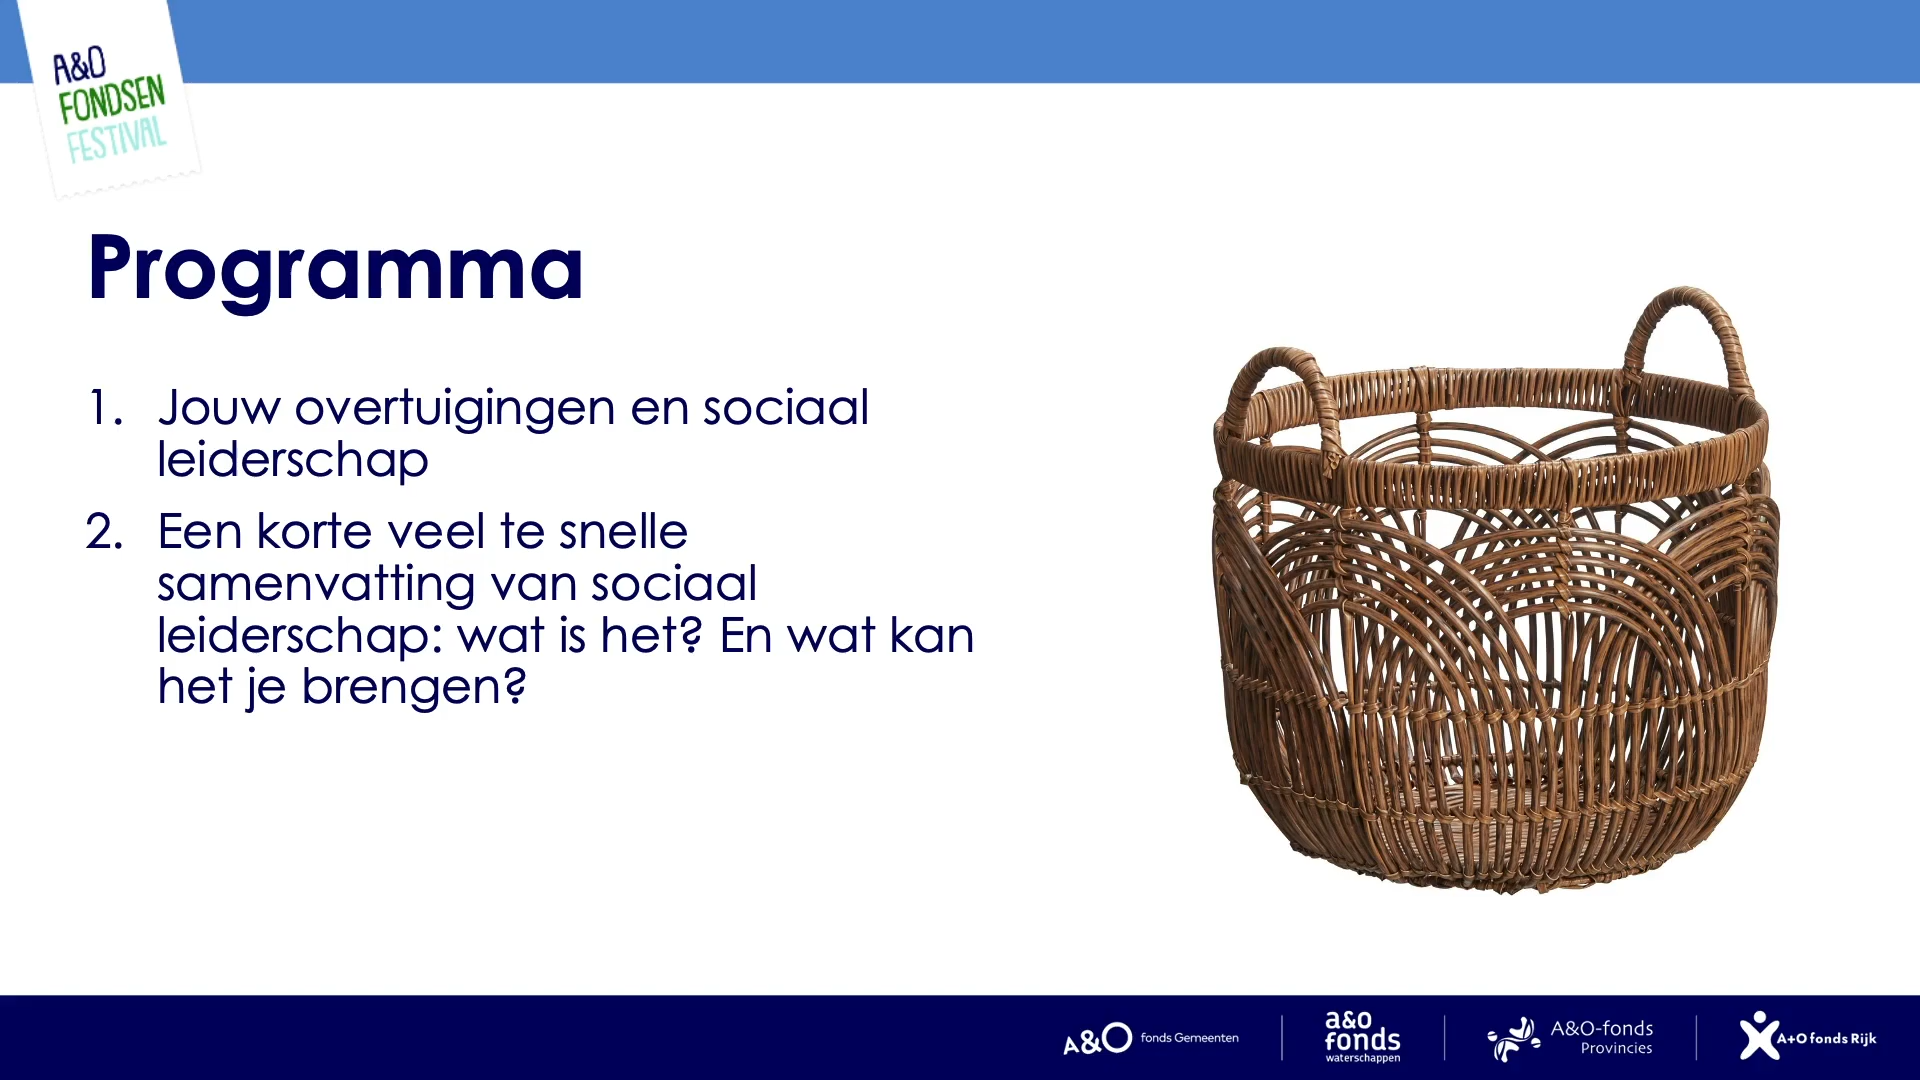 A&O
FONDSEN
FESTIVAL
Programma
1. Jouw overtuigingen en sociaal
leiderschap
2. Een korte veel te snelle
samenvatting van sociaal
leiderschap: wat is het? En wat kan
het je brengen?
A&O fonds Gemeenten
a&o
fonds
waterschappen
A&O-fonds
Provincies
A+O fonds Rijk